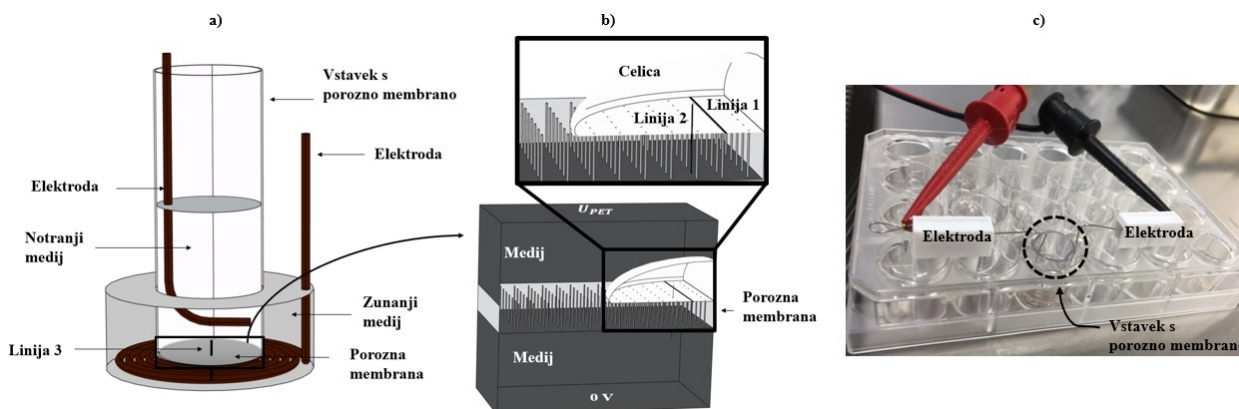 a)
Vstavek s
porozno membrano
Elektroda
Elektroda
Notranji
medij
Zunanji
medij
Linija 3
Porozna
membrana
b)
Celica
Linija 1
Linija 2
U_PET
Medij
Porozna
membrana
Medij
0 V
c)
Elektroda
Elektroda
Vstavek s
porozno membrano